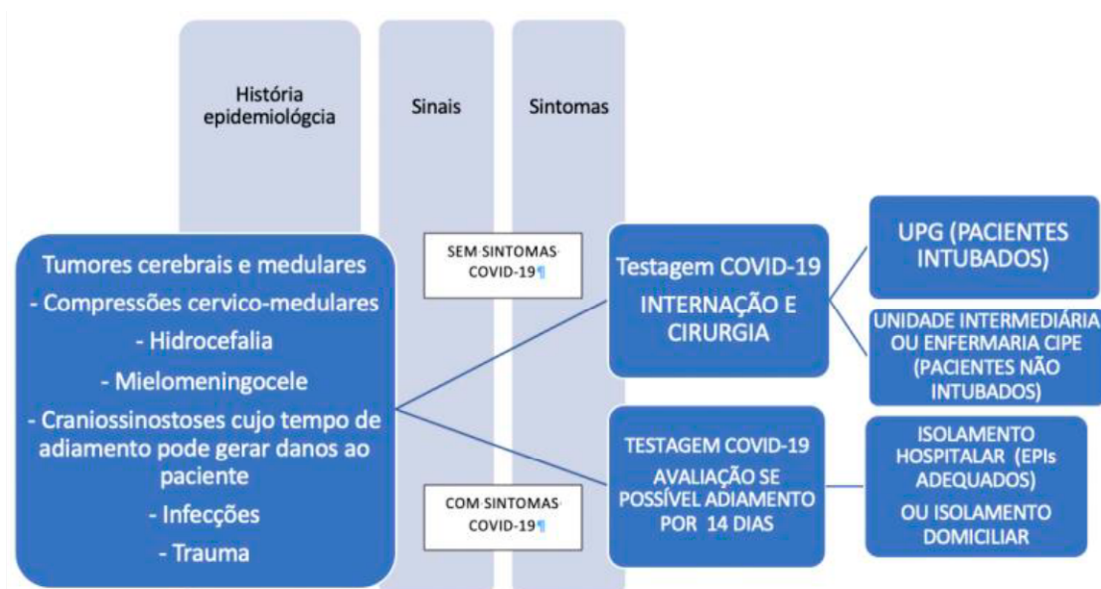 História
epidemiológcia
Sinais
Sintomas
Tumores cerebrais e medulares
- Compressões cervico-medulares
- Hidrocefalia
- Mielomeningocele
- Craniossinostoses cujo tempo de
adiamento pode gerar danos ao
paciente
- Infecções
- Trauma
SEM·SINTOMAS·
COVID-19¶
COM·SINTOMAS·
COVID-19¶
Testagem COVID-19
INTERNAÇÃO E
CIRURGIA
TESTAGEM COVID-19
AVALIAÇÃO SE
POSSÍVEL ADIAMENTO
POR 14 DIAS
UPG (PACIENTES
INTUBADOS)
UNIDADE INTERMEDIÁRIA
OU ENFERMARIA CIPE
(PACIENTES NÃO
INTUBADOS)
ISOLAMENTO
HOSPITALAR (EPIs
ADEQUADOS)
OU ISOLAMENTO
DOMICILIAR